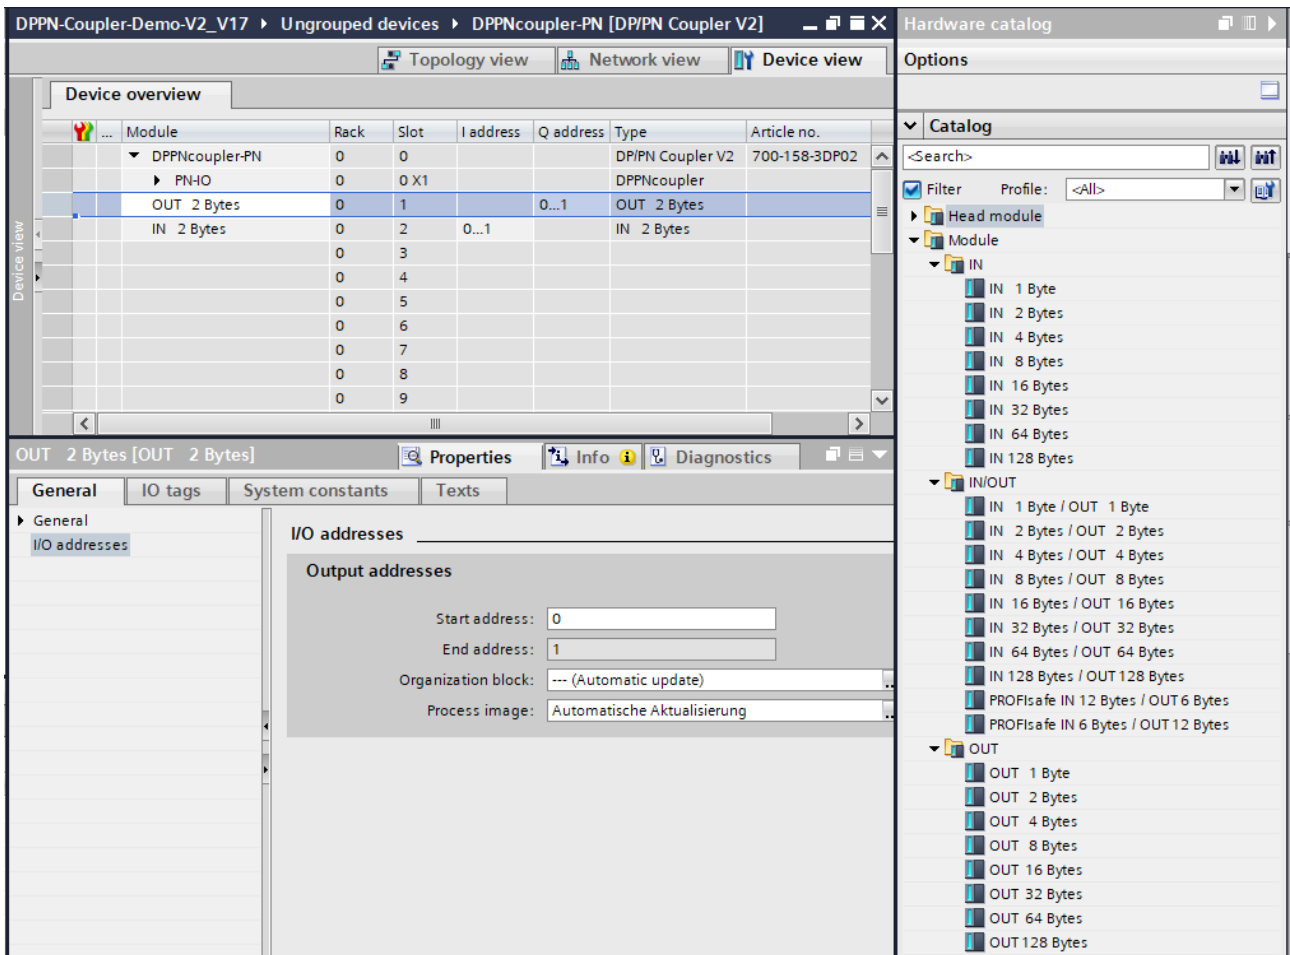 DPPN-Coupler-Demo-V2_V17 ▸ Ungrouped devices ▸ DPPNcoupler-PN [DP/PN Coupler V2]
Topology view Network view Device view
Device overview
... Module Rack Slot I address Q address Type Article no.
DPPNcoupler-PN 0 0 DP/PN Coupler V2 700-158-3DP02
PN-IO 0 0 X1 DPPNcoupler
OUT 2 Bytes 0 1 0...1 OUT 2 Bytes
IN 2 Bytes 0 2 0...1 IN 2 Bytes
0 3
0 4
0 5
0 6
0 7
0 8
0 9
Device view
OUT 2 Bytes [OUT 2 Bytes]
Properties Info Diagnostics
General IO tags System constants Texts
General
I/O addresses
I/O addresses
Output addresses
Start address: 0
End address: 1
Organization block: --- (Automatic update)
Process image: Automatische Aktualisierung
Hardware catalog
Options
Catalog
<Search>
Filter Profile: <All>
Head module
Module
IN
IN 1 Byte
IN 2 Bytes
IN 4 Bytes
IN 8 Bytes
IN 16 Bytes
IN 32 Bytes
IN 64 Bytes
IN 128 Bytes
IN/OUT
IN 1 Byte / OUT 1 Byte
IN 2 Bytes / OUT 2 Bytes
IN 4 Bytes / OUT 4 Bytes
IN 8 Bytes / OUT 8 Bytes
IN 16 Bytes / OUT 16 Bytes
IN 32 Bytes / OUT 32 Bytes
IN 64 Bytes / OUT 64 Bytes
IN 128 Bytes / OUT 128 Bytes
PROFIsafe IN 12 Bytes / OUT 6 Bytes
PROFIsafe IN 6 Bytes / OUT 12 Bytes
OUT
OUT 1 Byte
OUT 2 Bytes
OUT 4 Bytes
OUT 8 Bytes
OUT 16 Bytes
OUT 32 Bytes
OUT 64 Bytes
OUT 128 Bytes